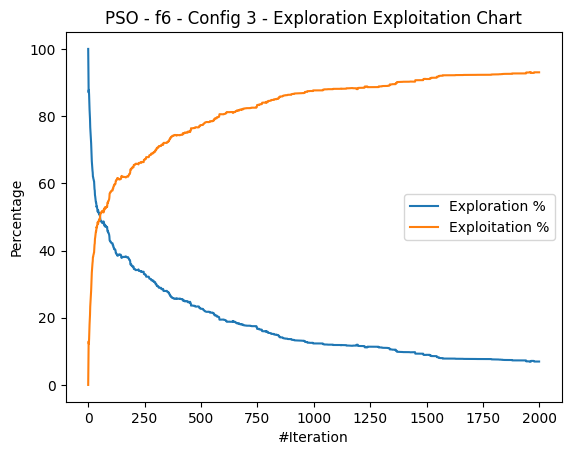 PSO - f6 - Config 3 - Exploration Exploitation Chart
Percentage
100
80
60
40
20
0
Exploration %
Exploitation %
0 250 500 750 1000 1250 1500 1750 2000
#Iteration